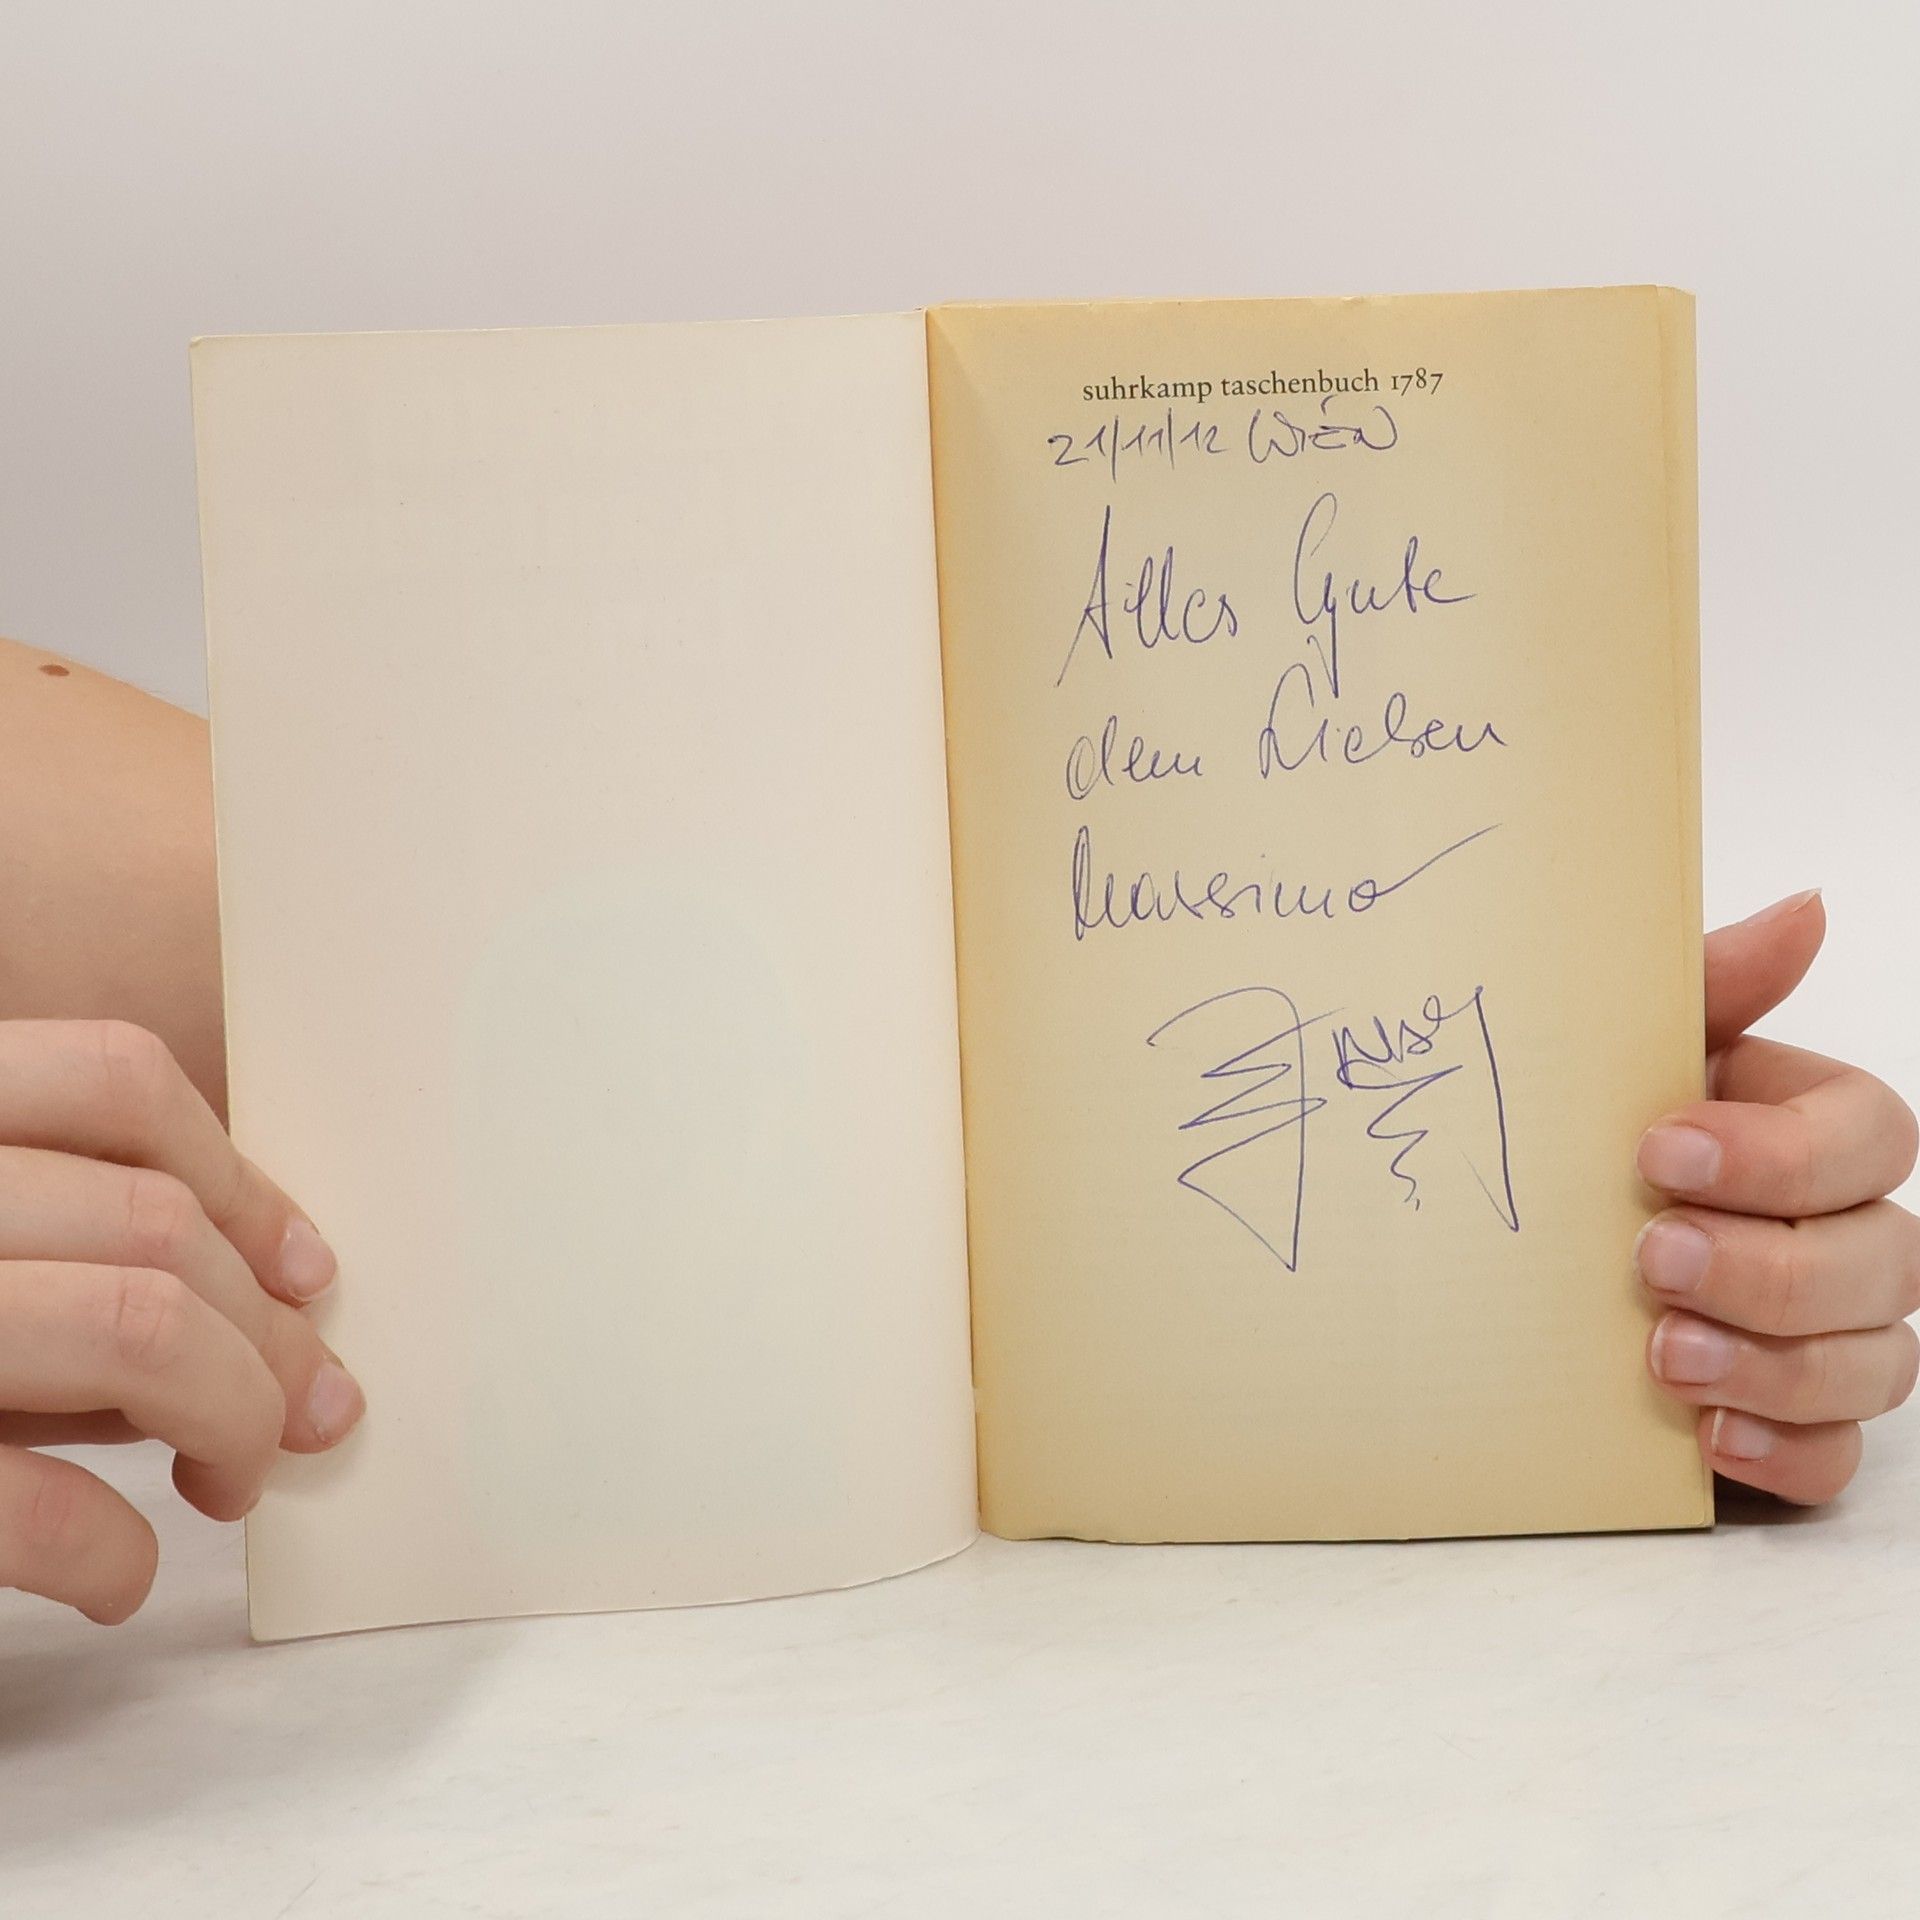 suhrkamp taschenbuch 1787
21/11/12 WIEN
Alles Gute
dem Lieben
Massimo